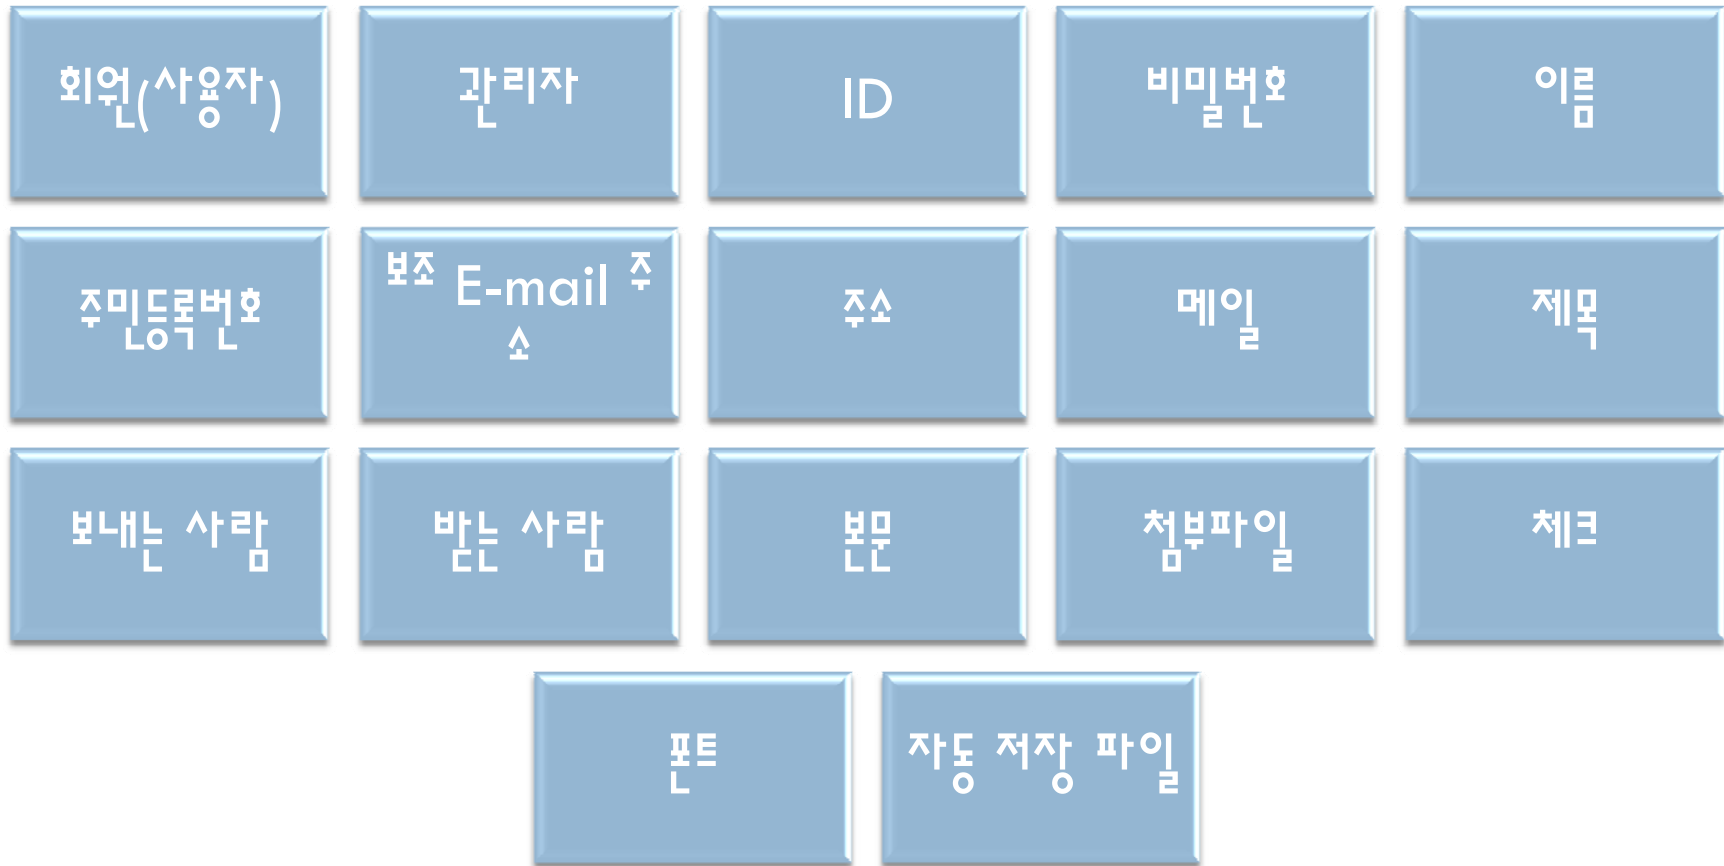 회원(사용자)
관리자
ID
비밀번호
이름
주민등록번호
보조 E-mail 주
소
주소
메일
제목
보내는 사람
받는 사람
본문
첨부파일
체크
폰트
자동 저장 파일